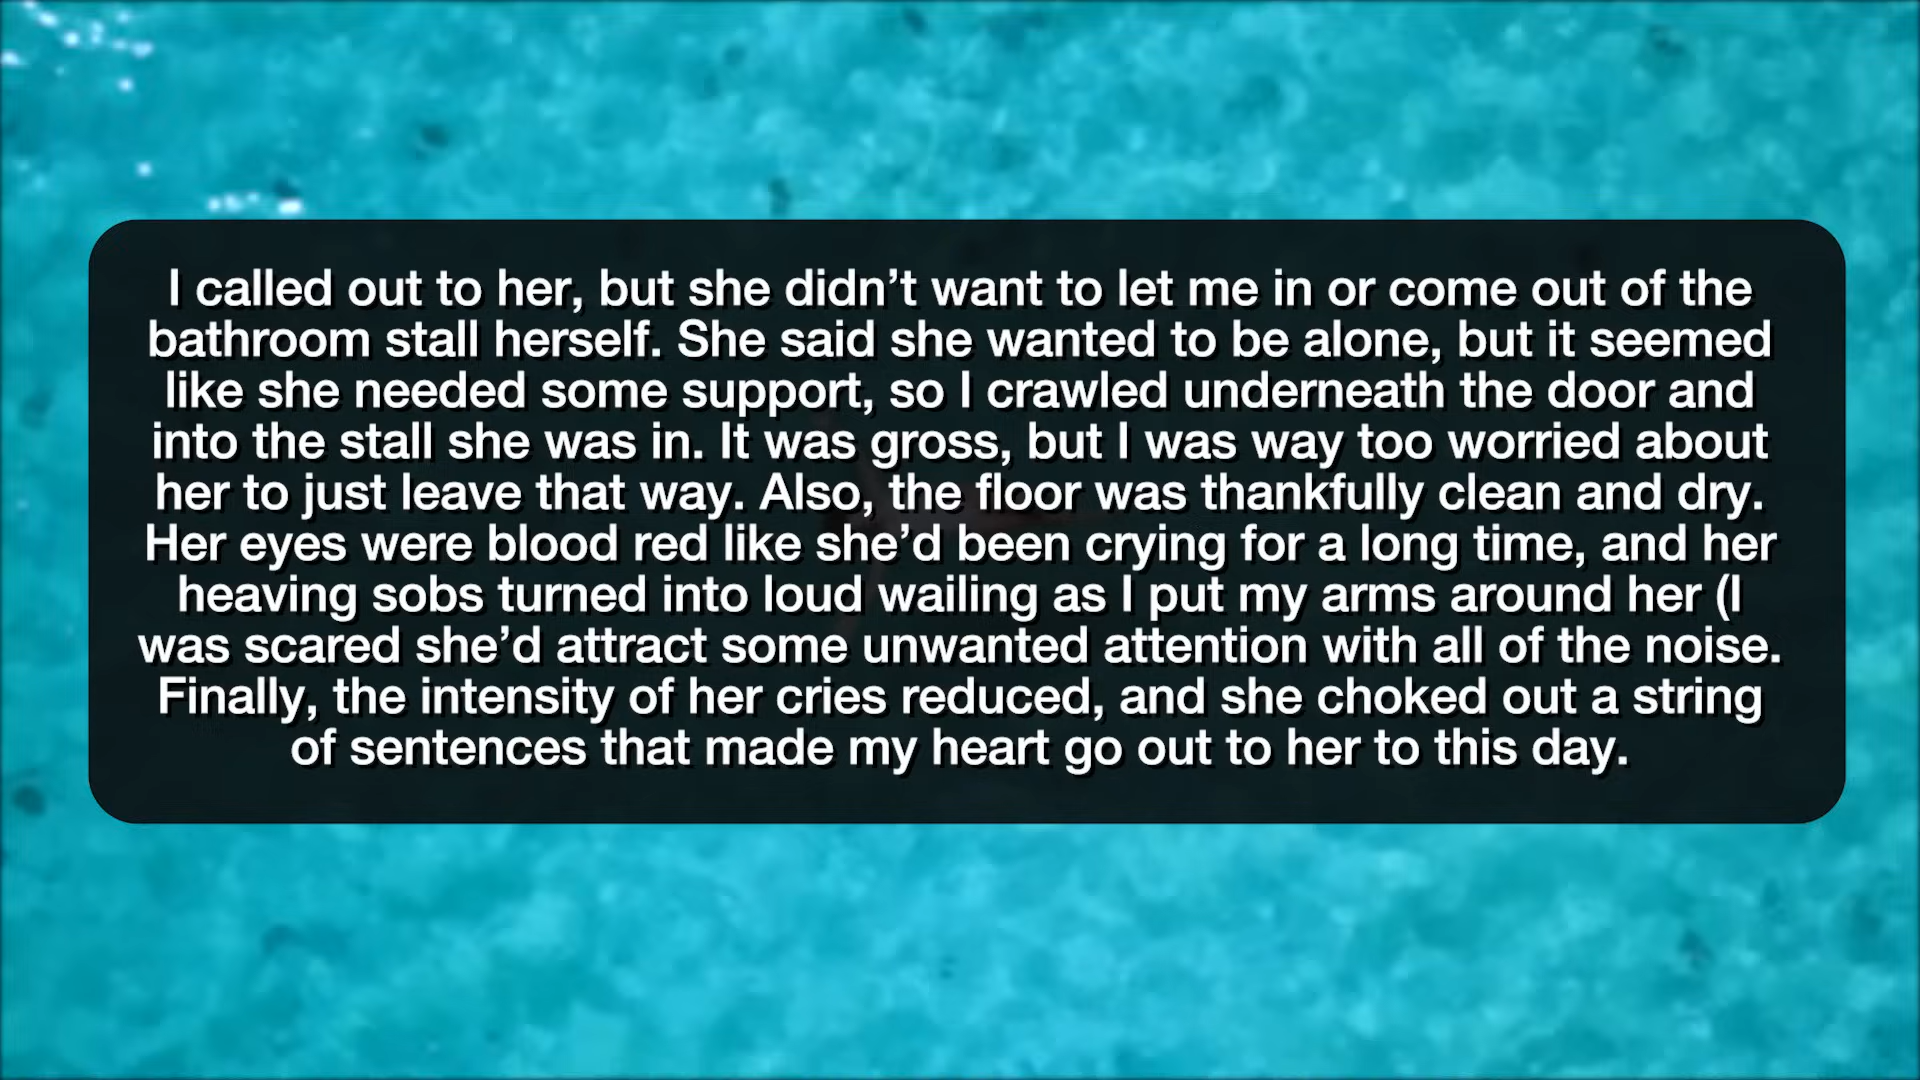 I called out to her, but she didn’t want to let me in or come out of the
bathroom stall herself. She said she wanted to be alone, but it seemed
like she needed some support, so I crawled underneath the door and
into the stall she was in. It was gross, but I was way too worried about
her to just leave that way. Also, the floor was thankfully clean and dry.
Her eyes were blood red like she’d been crying for a long time, and her
heaving sobs turned into loud wailing as I put my arms around her (I
was scared she’d attract some unwanted attention with all of the noise.
Finally, the intensity of her cries reduced, and she choked out a string
of sentences that made my heart go out to her to this day.